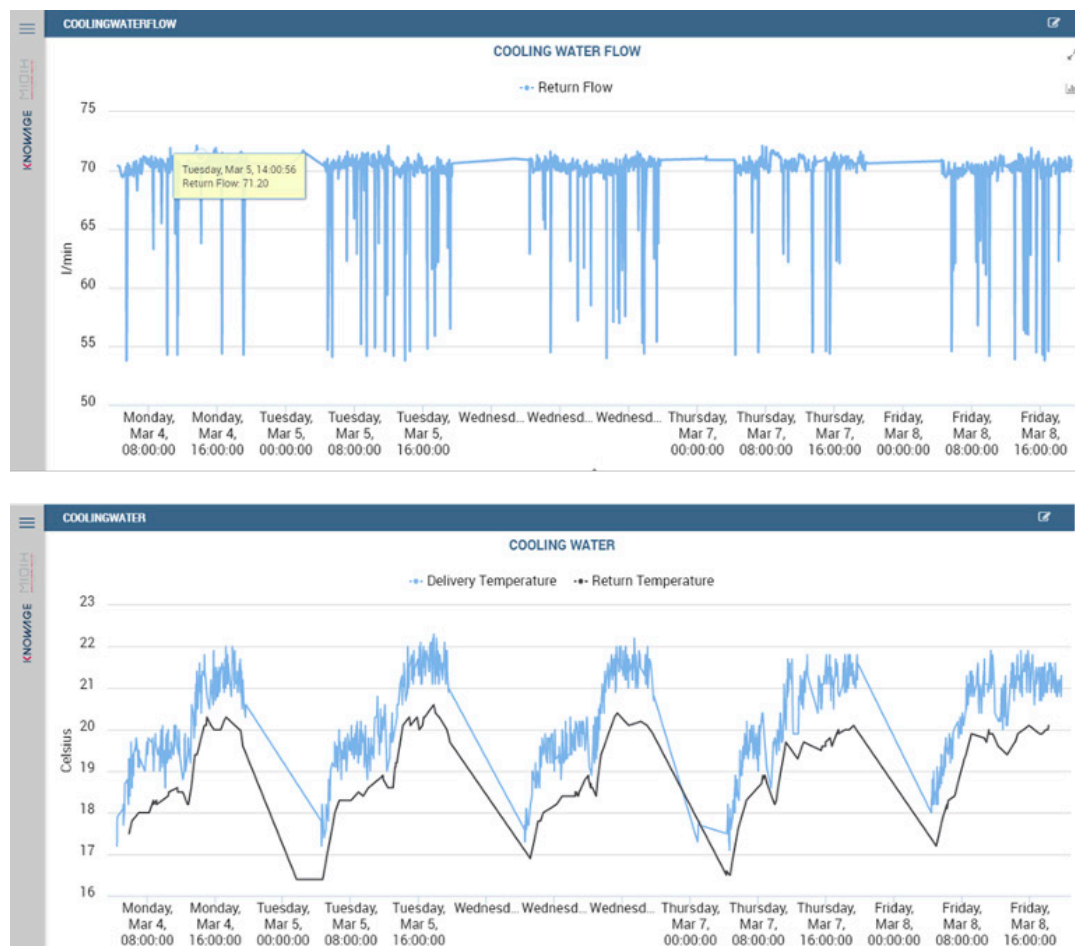 COOLINGWATERFLOW
COOLING WATER FLOW
Return Flow
MIDIH
KNOWAGE
75
70
65
60
55
50
l/min
Tuesday, Mar 5, 14:00:56
Return Flow: 71.20
Monday, Monday, Tuesday, Tuesday, Tuesday, Wednesd... Wednesd... Wednesd... Thursday, Thursday, Thursday, Friday, Friday, Friday,
Mar 4, Mar 4, Mar 5, Mar 5, Mar 5, Mar 7, Mar 7, Mar 7, Mar 8, Mar 8, Mar 8,
08:00:00 16:00:00 00:00:00 08:00:00 16:00:00 00:00:00 08:00:00 16:00:00 00:00:00 08:00:00 16:00:00
COOLINGWATER
COOLING WATER
Delivery Temperature Return Temperature
MIDIH
KNOWAGE
23
22
21
20
19
18
17
16
Celsius
Monday, Monday, Tuesday, Tuesday, Tuesday, Wednesd... Wednesd... Wednesd... Thursday, Thursday, Thursday, Friday, Friday, Friday,
Mar 4, Mar 4, Mar 5, Mar 5, Mar 5, Mar 7, Mar 7, Mar 7, Mar 8, Mar 8, Mar 8,
08:00:00 16:00:00 00:00:00 08:00:00 16:00:00 00:00:00 08:00:00 16:00:00 00:00:00 08:00:00 16:00:00